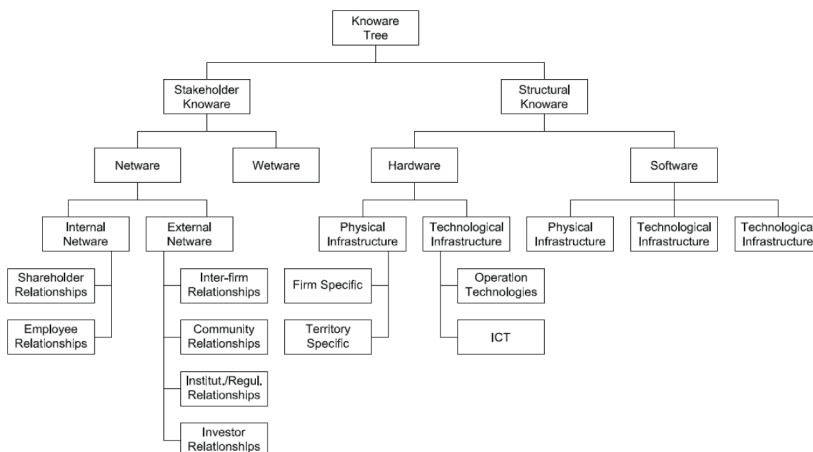 Knoware
Tree
Stakeholder
Knoware
Structural
Knoware
Netware
Wetware
Hardware
Software
Internal
Netware
External
Netware
Physical
Infrastructure
Technological
Infrastructure
Physical
Infrastructure
Technological
Infrastructure
Technological
Infrastructure
Shareholder
Relationships
Inter-firm
Relationships
Firm Specific
Operation
Technologies
Employee
Relationships
Community
Relationships
Territory
Specific
ICT
Institut./Regul.
Relationships
Investor
Relationships